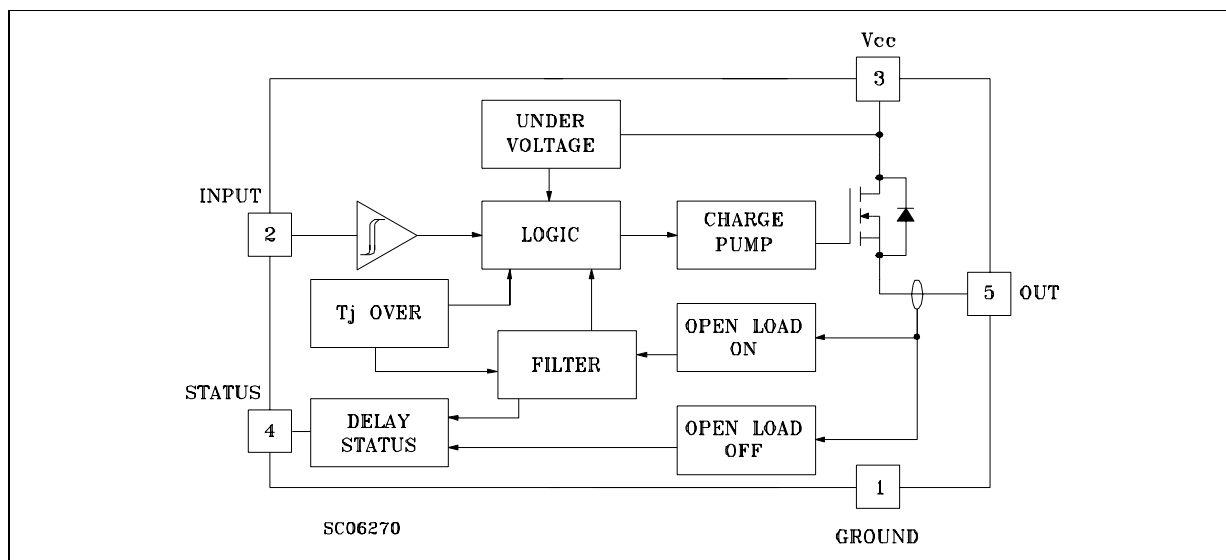 Vcc
3
UNDER
VOLTAGE
INPUT
2
LOGIC
CHARGE
PUMP
Tj OVER
5
OUT
OPEN LOAD
ON
FILTER
STATUS
4
DELAY
STATUS
OPEN LOAD
OFF
1
SC06270
GROUND